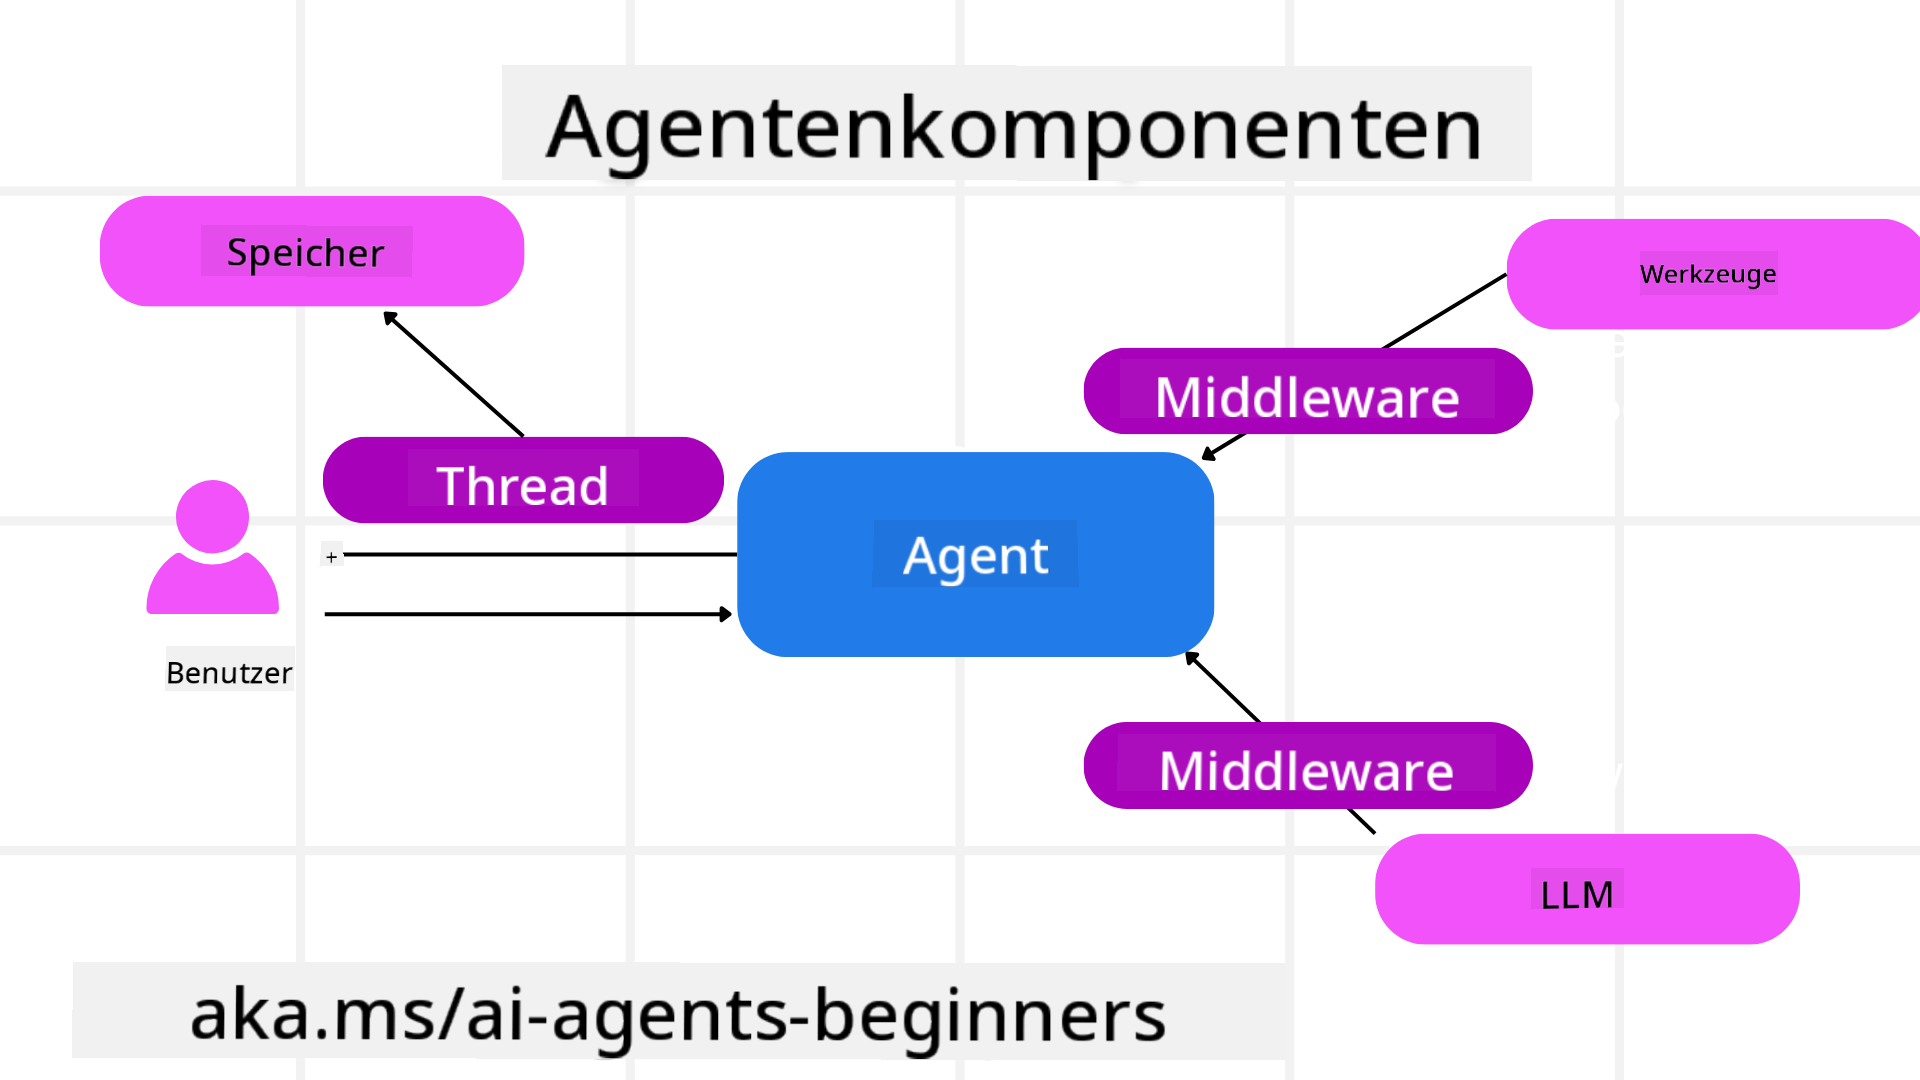 Agentenkomponenten
Speicher
Werkzeuge
Middleware
Thread
Agent
+
Benutzer
Middleware
LLM
aka.ms/ai-agents-beginners